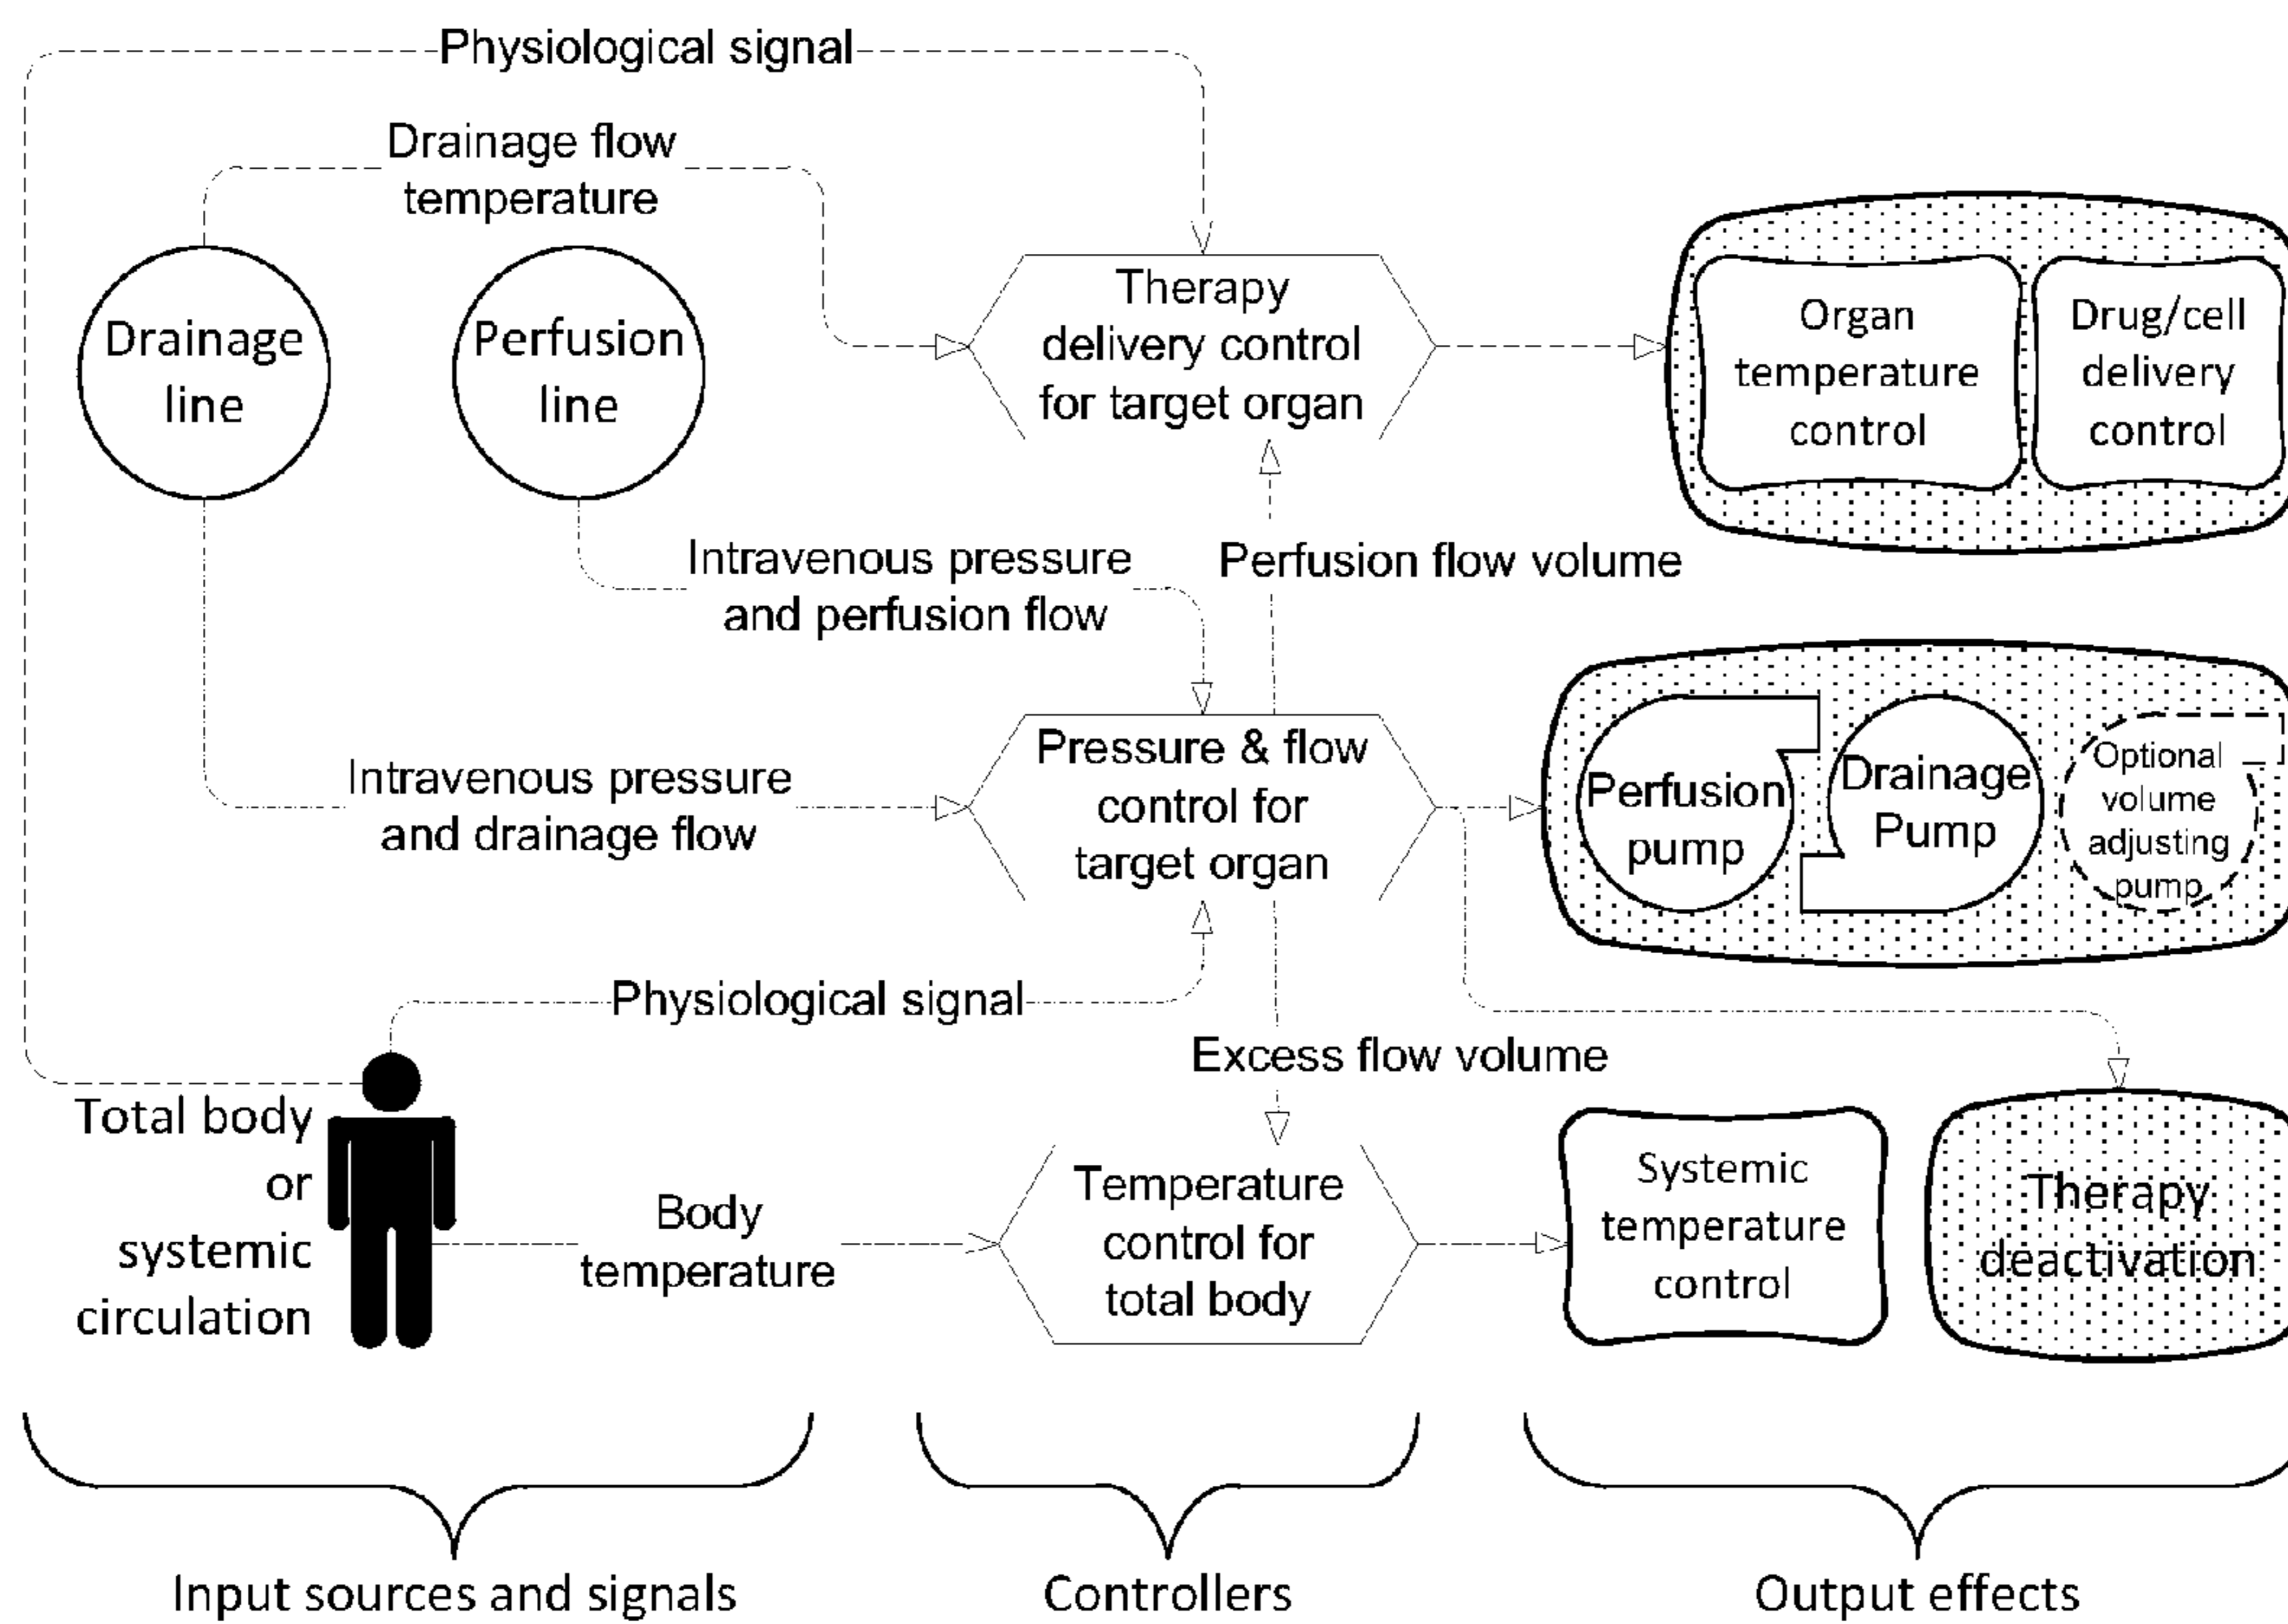 Physiological signal
Drainage flow
temperature
Drainage
line
Perfusion
line
Therapy
delivery control
for target organ
Organ
temperature
control
Drug/cell
delivery
control
Intravenous pressure
and perfusion flow
Perfusion flow volume
Intravenous pressure
and drainage flow
Pressure & flow
control for
target organ
Perfusion
pump
Drainage
Pump
Optional
volume
adjusting
pump
Physiological signal
Excess flow volume
Total body
or
systemic
circulation
Body
temperature
Temperature
control for
total body
Systemic
temperature
control
Therapy
deactivation
Input sources and signals
Controllers
Output effects